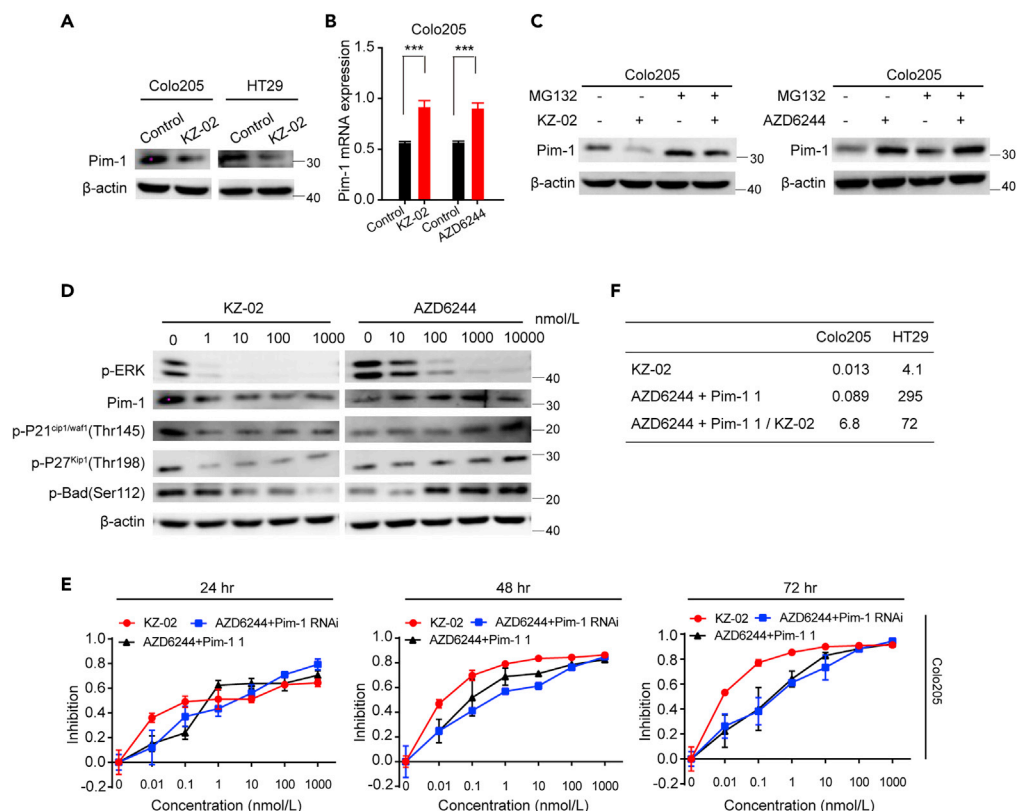 A
Colo205 HT29
Control KZ-02 Control KZ-02
Pim-1 30
β-actin 40
B
Colo205
*** ***
Pim-1 mRNA expression
1.5
1.0
0.5
0.0
Control KZ-02 Control AZD6244
C
Colo205
MG132 - - + +
KZ-02 - + - +
Pim-1 30
β-actin 40
Colo205
MG132 - - + +
AZD6244 - + - +
Pim-1 30
β-actin 40
D
KZ-02 AZD6244
0 1 10 100 1000 0 10 100 1000 10000 nmol/L
p-ERK 40
Pim-1 30
p-P21cip1/waf1(Thr145) 20
p-P27Kip1(Thr198) 30
p-Bad(Ser112) 20
β-actin 40
F
Colo205 HT29
KZ-02 0.013 4.1
AZD6244 + Pim-1 1 0.089 295
AZD6244 + Pim-1 1 / KZ-02 6.8 72
E
24 hr
KZ-02 AZD6244+Pim-1 RNAi
AZD6244+Pim-1 1
Inhibition
1.0
0.8
0.6
0.4
0.2
0.0
-0.2
0 0.01 0.1 1 10 100 1000
Concentration (nmol/L)
48 hr
KZ-02 AZD6244+Pim-1 RNAi
AZD6244+Pim-1 1
Inhibition
1.0
0.8
0.6
0.4
0.2
0.0
-0.2
0 0.01 0.1 1 10 100 1000
Concentration (nmol/L)
72 hr
KZ-02 AZD6244+Pim-1 RNAi
AZD6244+Pim-1 1
Inhibition
1.0
0.8
0.6
0.4
0.2
0.0
-0.2
0 0.01 0.1 1 10 100 1000
Concentration (nmol/L)
Colo205